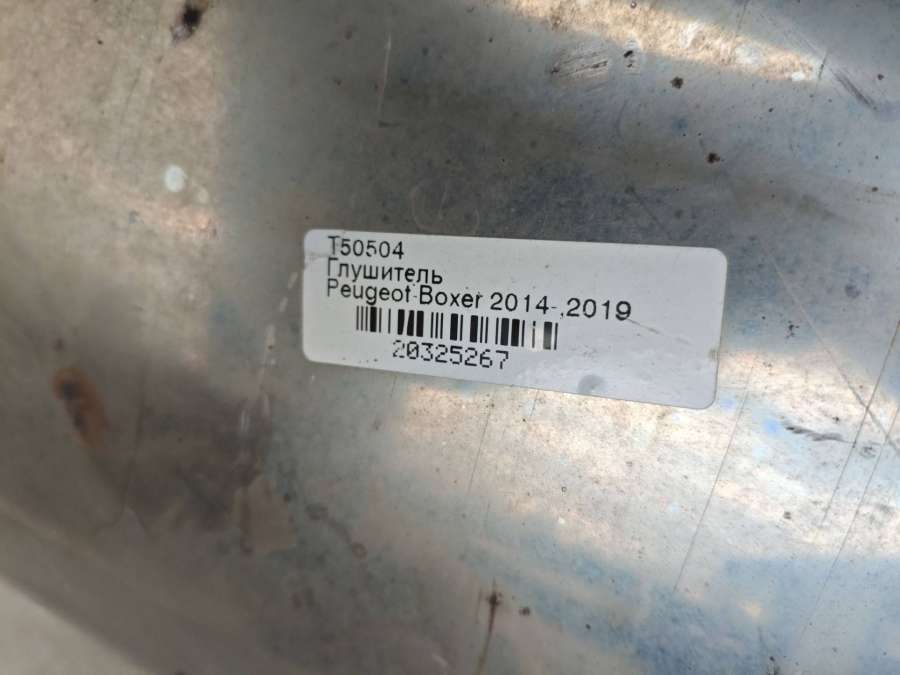 T50504
Глушитель
Peugeot Boxer 2014- ,2019
20325267